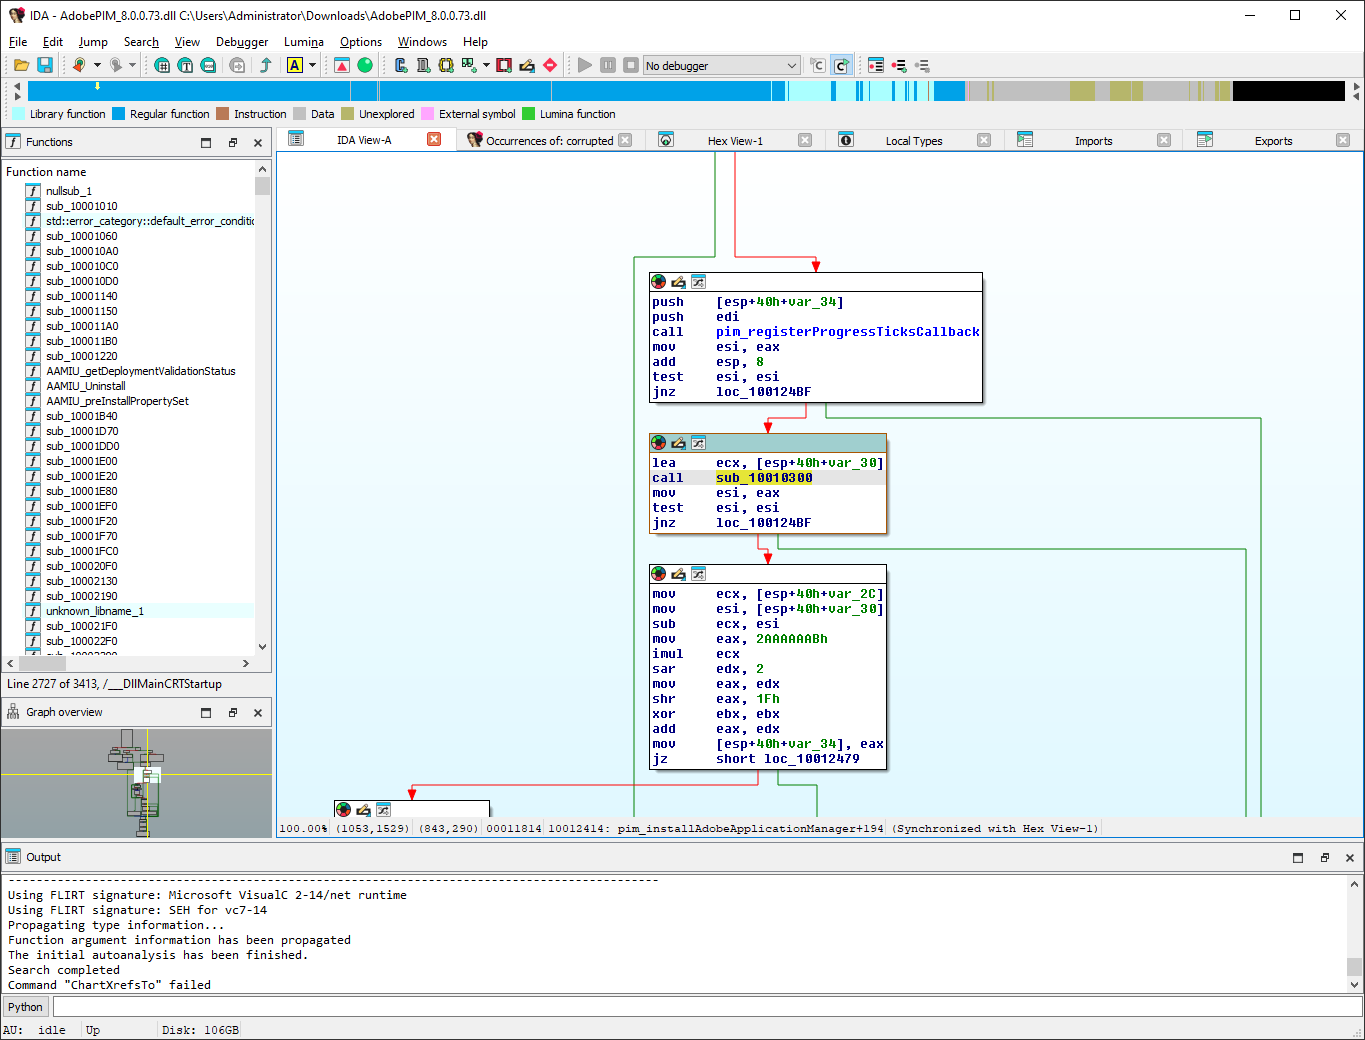 IDA - AdobePIM_8.0.0.73.dll C:\Users\Administrator\Downloads\AdobePIM_8.0.0.73.dll
File Edit Jump Search View Debugger Lumina Options Windows Help
No debugger
Library function Regular function Instruction Data Unexplored External symbol Lumina function
Functions
IDA View-A
Occurrences of: corrupted
Hex View-1
Local Types
Imports
Exports
Function name
nullsub_1
sub_10001010
std::error_category::default_error_conditio
sub_10001060
sub_100010A0
sub_100010C0
sub_100010D0
sub_10001140
sub_10001150
sub_100011A0
sub_100011B0
sub_10001220
AAMIU_getDeploymentValidationStatus
AAMIU_Uninstall
AAMIU_preInstallPropertySet
sub_10001B40
sub_10001D70
sub_10001DD0
sub_10001E00
sub_10001E20
sub_10001E80
sub_10001EF0
sub_10001F20
sub_10001F70
sub_10001FC0
sub_100020F0
sub_10002130
sub_10002190
unknown_libname_1
sub_100021F0
sub_100022F0
Line 2727 of 3413, /___DllMainCRTStartup
Graph overview
push [esp+40h+var_34]
push edi
call pim_registerProgressTicksCallback
mov esi, eax
add esp, 8
test esi, esi
jnz loc_100124BF
lea ecx, [esp+40h+var_30]
call sub_10010300
mov esi, eax
test esi, esi
jnz loc_100124BF
mov ecx, [esp+40h+var_2C]
mov esi, [esp+40h+var_30]
sub ecx, esi
mov eax, 2AAAAAABh
imul ecx
sar edx, 2
mov eax, edx
shr eax, 1Fh
xor ebx, ebx
add eax, edx
mov [esp+40h+var_34], eax
jz short loc_10012479
100.00% (1053,1529) (843,290) 00011814 10012414: pim_installAdobeApplicationManager+194 (Synchronized with Hex View-1)
Output
Using FLIRT signature: Microsoft VisualC 2-14/net runtime
Using FLIRT signature: SEH for vc7-14
Propagating type information...
Function argument information has been propagated
The initial autoanalysis has been finished.
Search completed
Command "ChartXrefsTo" failed
Python
AU: idle Up Disk: 106GB